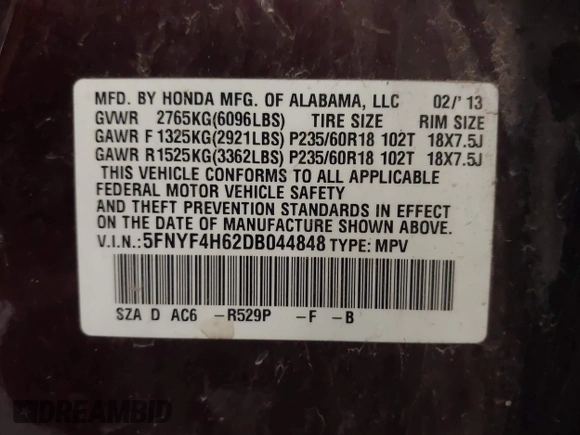 MFD. BY HONDA MFG. OF ALABAMA, LLC 02/'13
GVWR 2765KG(6096LBS) TIRE SIZE RIM SIZE
GAWR F 1325KG(2921LBS) P235/60R18 102T 18X7.5J
GAWR R1525KG(3362LBS) P235/60R18 102T 18X7.5J
THIS VEHICLE CONFORMS TO ALL APPLICABLE
FEDERAL MOTOR VEHICLE SAFETY
AND THEFT PREVENTION STANDARDS IN EFFECT
ON THE DATE OF MANUFACTURE SHOWN ABOVE.
V.I.N.:5FNYF4H62DB044848 TYPE: MPV
SZA D AC6 -R529P -F -B
DREAMBID